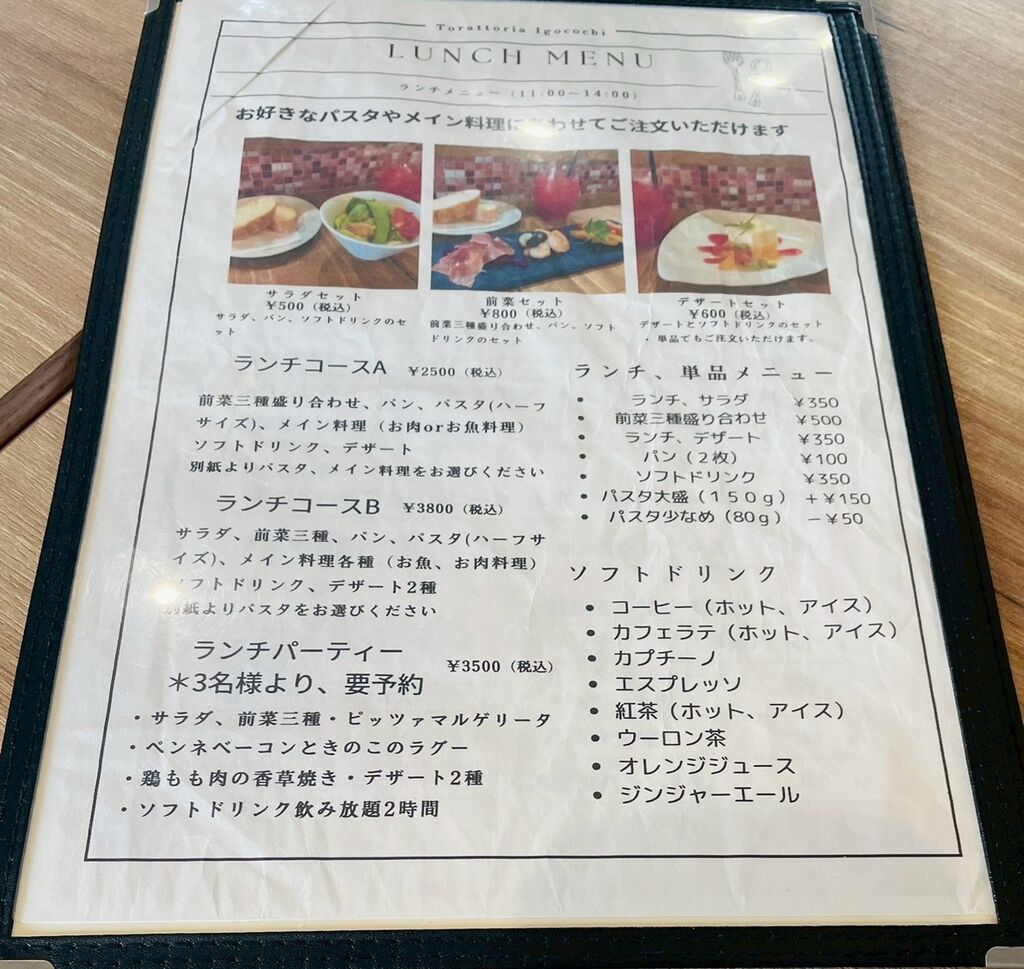 Torattoria Igocochi
LUNCH MENU
ランチメニュー（11:00ー14:00）
お好きなパスタやメイン料理にあわせてご注文いただけます
サラダセット
¥500（税込）
サラダ、パン、ソフトドリンクのセ
ット
前菜セット
¥800（税込）
前菜三種盛り合わせ、パン、ソフト
ドリンクのセット
デザートセット
¥600（税込）
デザートとソフトドリンクのセット
・単品でもご注文いただけます。
ランチコースA ¥2500（税込）
前菜三種盛り合わせ、パン、パスタ(ハーフ
サイズ)、メイン料理（お肉orお魚料理）
ソフトドリンク、デザート
別紙よりパスタ、メイン料理をお選びください
ランチコースB ¥3800（税込）
サラダ、前菜三種、パン、パスタ(ハーフサ
イズ)、メイン料理各種（お魚、お肉料理）
ソフトドリンク、デザート2種
別紙よりパスタをお選びください
ランチパーティー ¥3500（税込）
＊3名様より、要予約
・サラダ、前菜三種・ピッツァマルゲリータ
・ペンネベーコンときのこのラグー
・鶏もも肉の香草焼き・デザート2種
・ソフトドリンク飲み放題2時間
ランチ、単品メニュー
• ランチ、サラダ ¥350
• 前菜三種盛り合わせ ¥500
• ランチ、デザート ¥350
• パン（２枚） ¥100
• ソフトドリンク ¥350
• パスタ大盛（１５０ｇ） ＋¥150
• パスタ少なめ（80ｇ） －¥50
ソフトドリンク
• コーヒー（ホット、アイス）
• カフェラテ（ホット、アイス）
• カプチーノ
• エスプレッソ
• 紅茶（ホット、アイス）
• ウーロン茶
• オレンジジュース
• ジンジャーエール